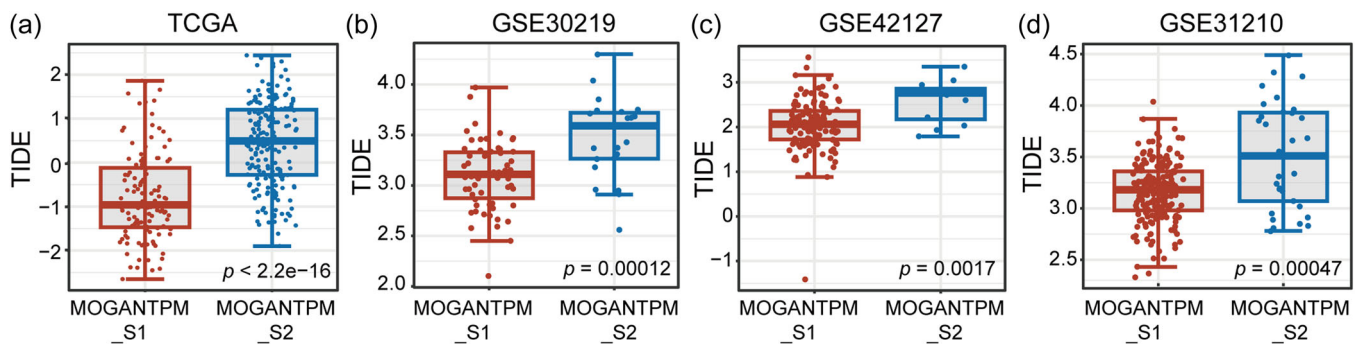 (a) TCGA
TIDE
2
1
0
−1
−2
p < 2.2e−16
MOGANTPM MOGANTPM
_S1 _S2
(b) GSE30219
TIDE
4.0
3.5
3.0
2.5
2.0
p = 0.00012
MOGANTPM MOGANTPM
_S1 _S2
(c) GSE42127
TIDE
3
2
1
0
−1
p = 0.0017
MOGANTPM MOGANTPM
_S1 _S2
(d) GSE31210
TIDE
4.5
4.0
3.5
3.0
2.5
p = 0.00047
MOGANTPM MOGANTPM
_S1 _S2